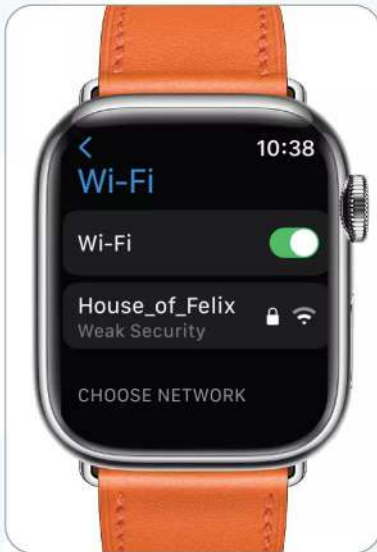 10:38
Wi-Fi
Wi-Fi
House_of_Felix
Weak Security
CHOOSE NETWORK